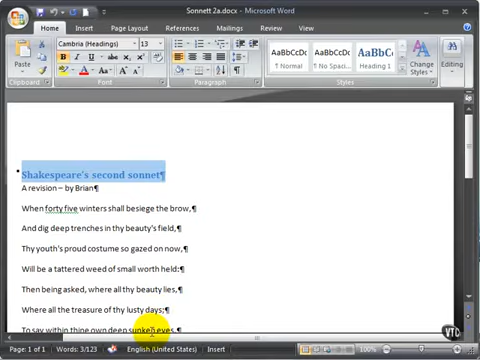 Sonnett 2a.docx - Microsoft Word
Home Insert Page Layout References Mailings Review View
Cambria (Headings) 13
Paste
AaBbCcDc AaBbCcDc AaBbCc
¶ Normal ¶ No Spaci... Heading 1
Change Styles
Editing
Clipboard Font Paragraph Styles
Shakespeare's second sonnet¶
A revision – by Brian¶
When forty five winters shall besiege the brow,¶
And dig deep trenches in thy beauty's field,¶
Thy youth's proud costume so gazed on now,¶
Will be a tattered weed of small worth held:¶
Then being asked, where all thy beauty lies,¶
Where all the treasure of thy lusty days;¶
To say within thine own deep sunken eyes,¶
VTC
Page: 1 of 1 Words: 3/123 English (United States) Insert 100%